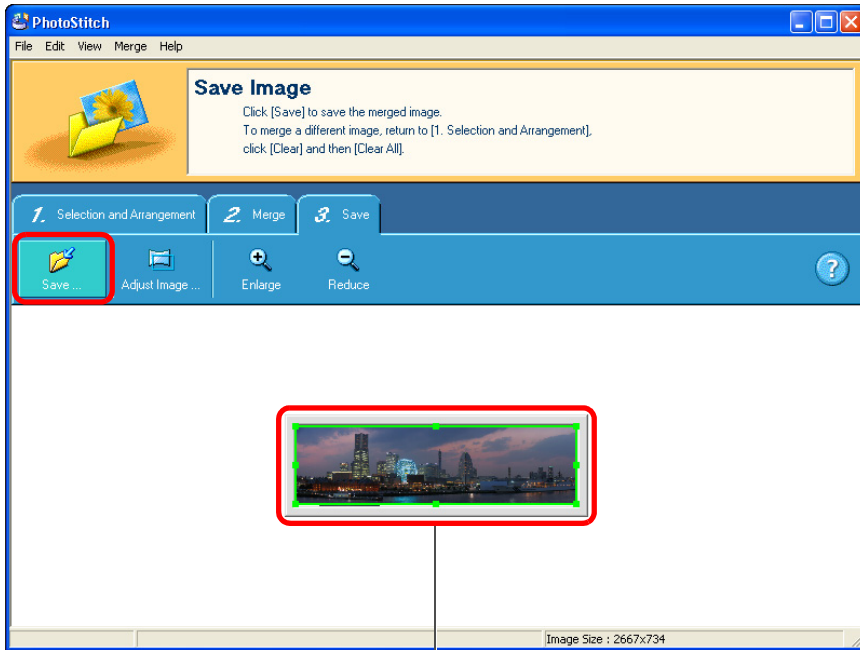 PhotoStitch
File Edit View Merge Help
Save Image
Click [Save] to save the merged image.
To merge a different image, return to [1. Selection and Arrangement],
click [Clear] and then [Clear All].
1. Selection and Arrangement 2. Merge 3. Save
Save ... Adjust Image ... Enlarge Reduce ?
Image Size : 2667x734